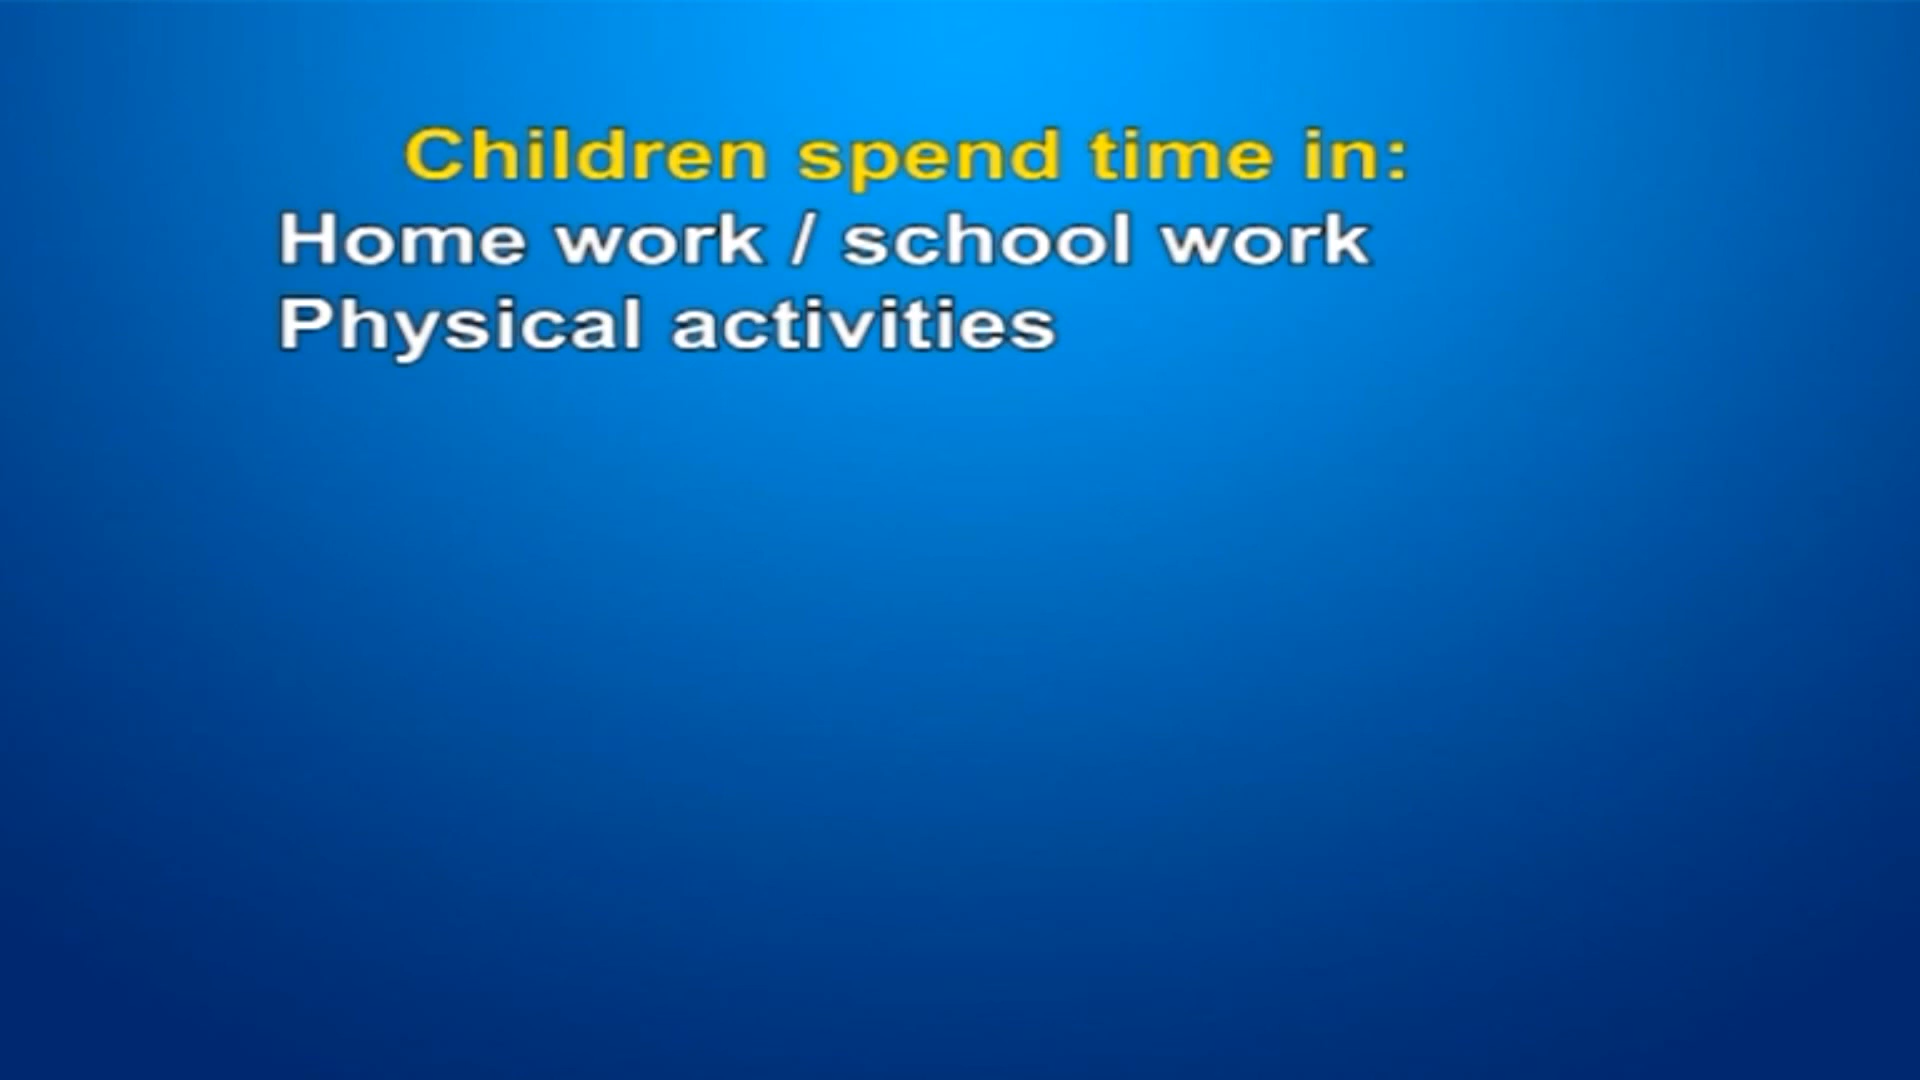 Children spend time in:
Home work / school work
Physical activities